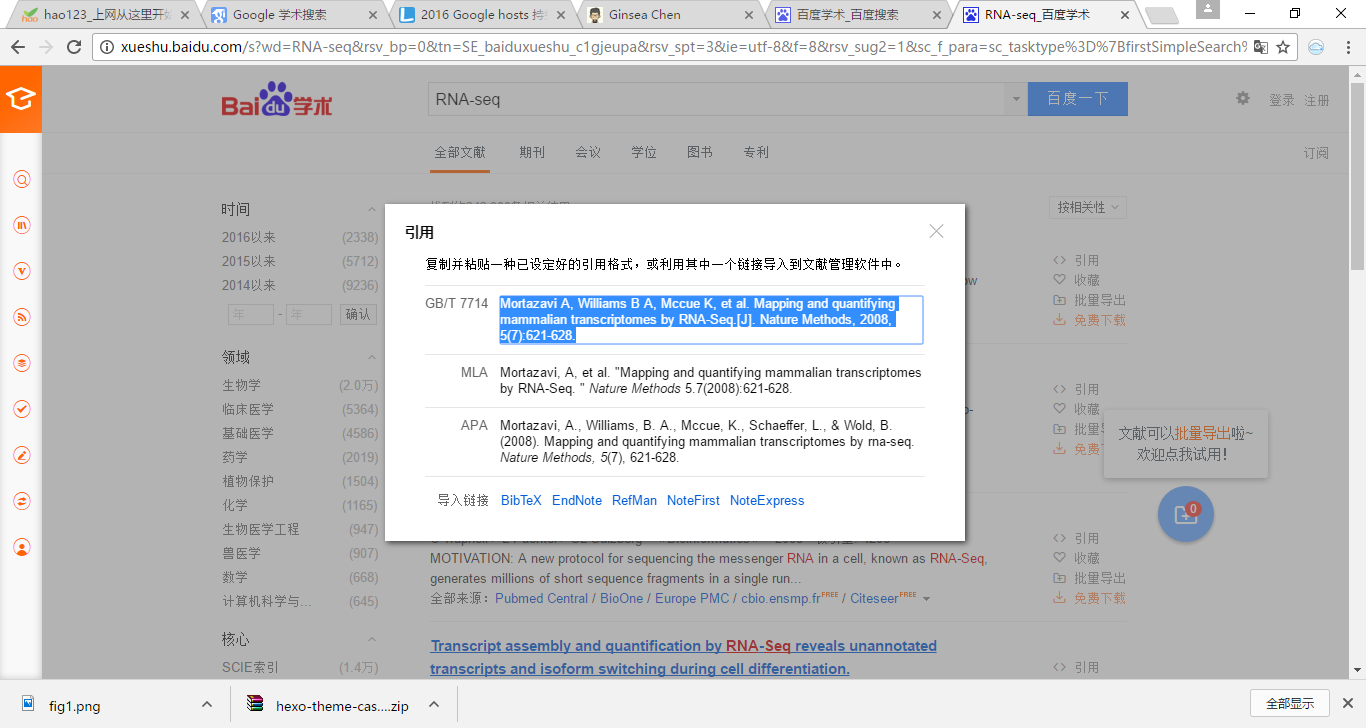 hao123_上网从这里开始
Google 学术搜索
2016 Google hosts 持
Ginsea Chen
百度学术_百度搜索
RNA-seq_百度学术
xueshu.baidu.com/s?wd=RNA-seq&rsv_bp=0&tn=SE_baiduxueshu_c1gjeupa&rsv_spt=3&ie=utf-8&f=8&rsv_sug2=1&sc_f_para=sc_tasktype%3D%7BfirstSimpleSearch%
Bai du 学术
RNA-seq
百度一下
登录 注册
全部文献 期刊 会议 学位 图书 专利
订阅
时间
2016以来 (2338)
2015以来 (5712)
2014以来 (9236)
年 - 年 确认
领域
生物学 (2.0万)
临床医学 (5364)
基础医学 (4586)
药学 (2019)
植物保护 (1504)
化学 (1165)
生物医学工程 (947)
兽医学 (907)
数学 (668)
计算机科学与... (645)
核心
SCIE索引 (1.4万)
按相关性
引用
复制并粘贴一种已设定好的引用格式，或利用其中一个链接导入到文献管理软件中。
GB/T 7714
Mortazavi A, Williams B A, Mccue K, et al. Mapping and quantifying
mammalian transcriptomes by RNA-Seq.[J]. Nature Methods, 2008,
5(7):621-628.
MLA
Mortazavi, A, et al. "Mapping and quantifying mammalian transcriptomes
by RNA-Seq. " Nature Methods 5.7(2008):621-628.
APA
Mortazavi, A., Williams, B. A., Mccue, K., Schaeffer, L., & Wold, B.
(2008). Mapping and quantifying mammalian transcriptomes by rna-seq.
Nature Methods, 5(7), 621-628.
导入链接 BibTeX EndNote RefMan NoteFirst NoteExpress
<> 引用
收藏
批量导出
免费下载
<> 引用
收藏
批量
免费
文献可以批量导出啦~
欢迎点我试用！
0
MOTIVATION: A new protocol for sequencing the messenger RNA in a cell, known as RNA-Seq,
generates millions of short sequence fragments in a single run...
全部来源：Pubmed Central / BioOne / Europe PMC / cbio.ensmp.fr FREE / Citeseer FREE
<> 引用
收藏
批量导出
免费下载
Transcript assembly and quantification by RNA-Seq reveals unannotated
transcripts and isoform switching during cell differentiation.
<> 引用
fig1.png
hexo-theme-cas....zip
全部显示